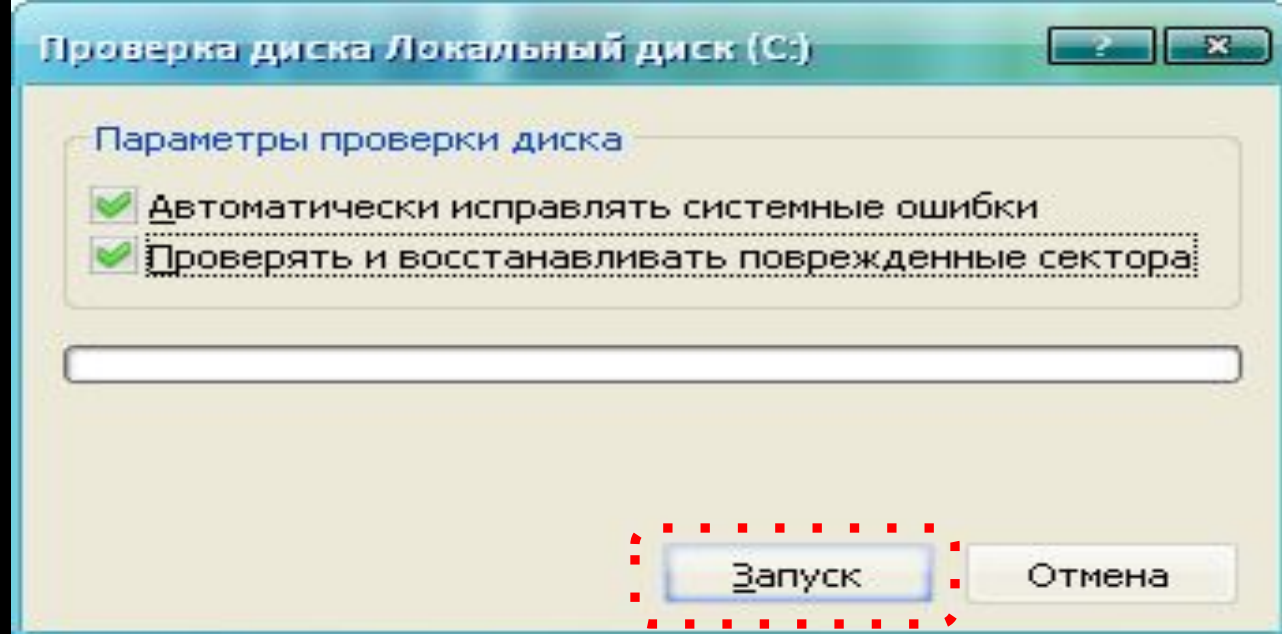 Проверка диска Локальный диск (C:)
Параметры проверки диска
Автоматически исправлять системные ошибки
Проверять и восстанавливать поврежденные сектора
Запуск
Отмена